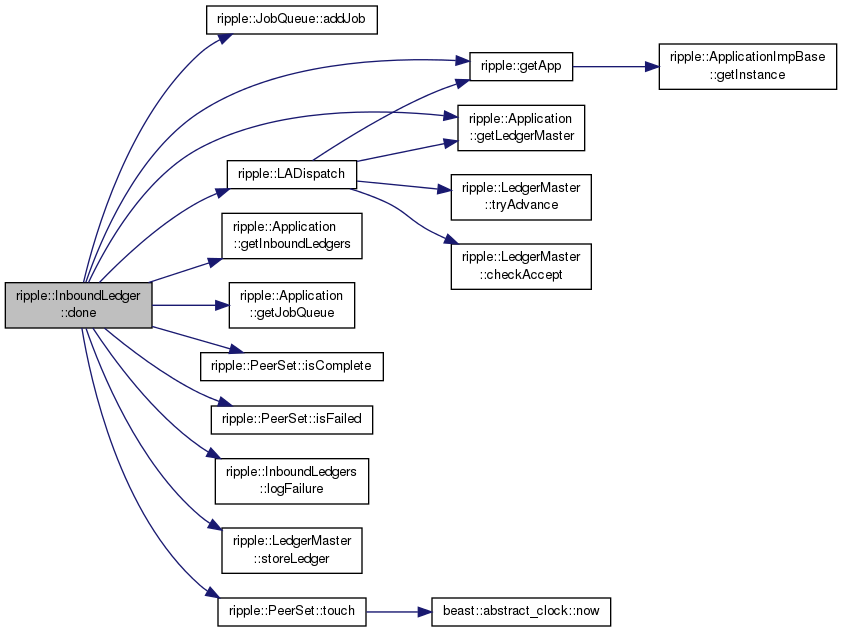 ripple::JobQueue::addJob
ripple::getApp
ripple::ApplicationImpBase
::getInstance
ripple::Application
::getLedgerMaster
ripple::LADispatch
ripple::LedgerMaster
::tryAdvance
ripple::Application
::getInboundLedgers
ripple::LedgerMaster
::checkAccept
ripple::InboundLedger
::done
ripple::Application
::getJobQueue
ripple::PeerSet::isComplete
ripple::PeerSet::isFailed
ripple::InboundLedgers
::logFailure
ripple::LedgerMaster
::storeLedger
ripple::PeerSet::touch
beast::abstract_clock::now